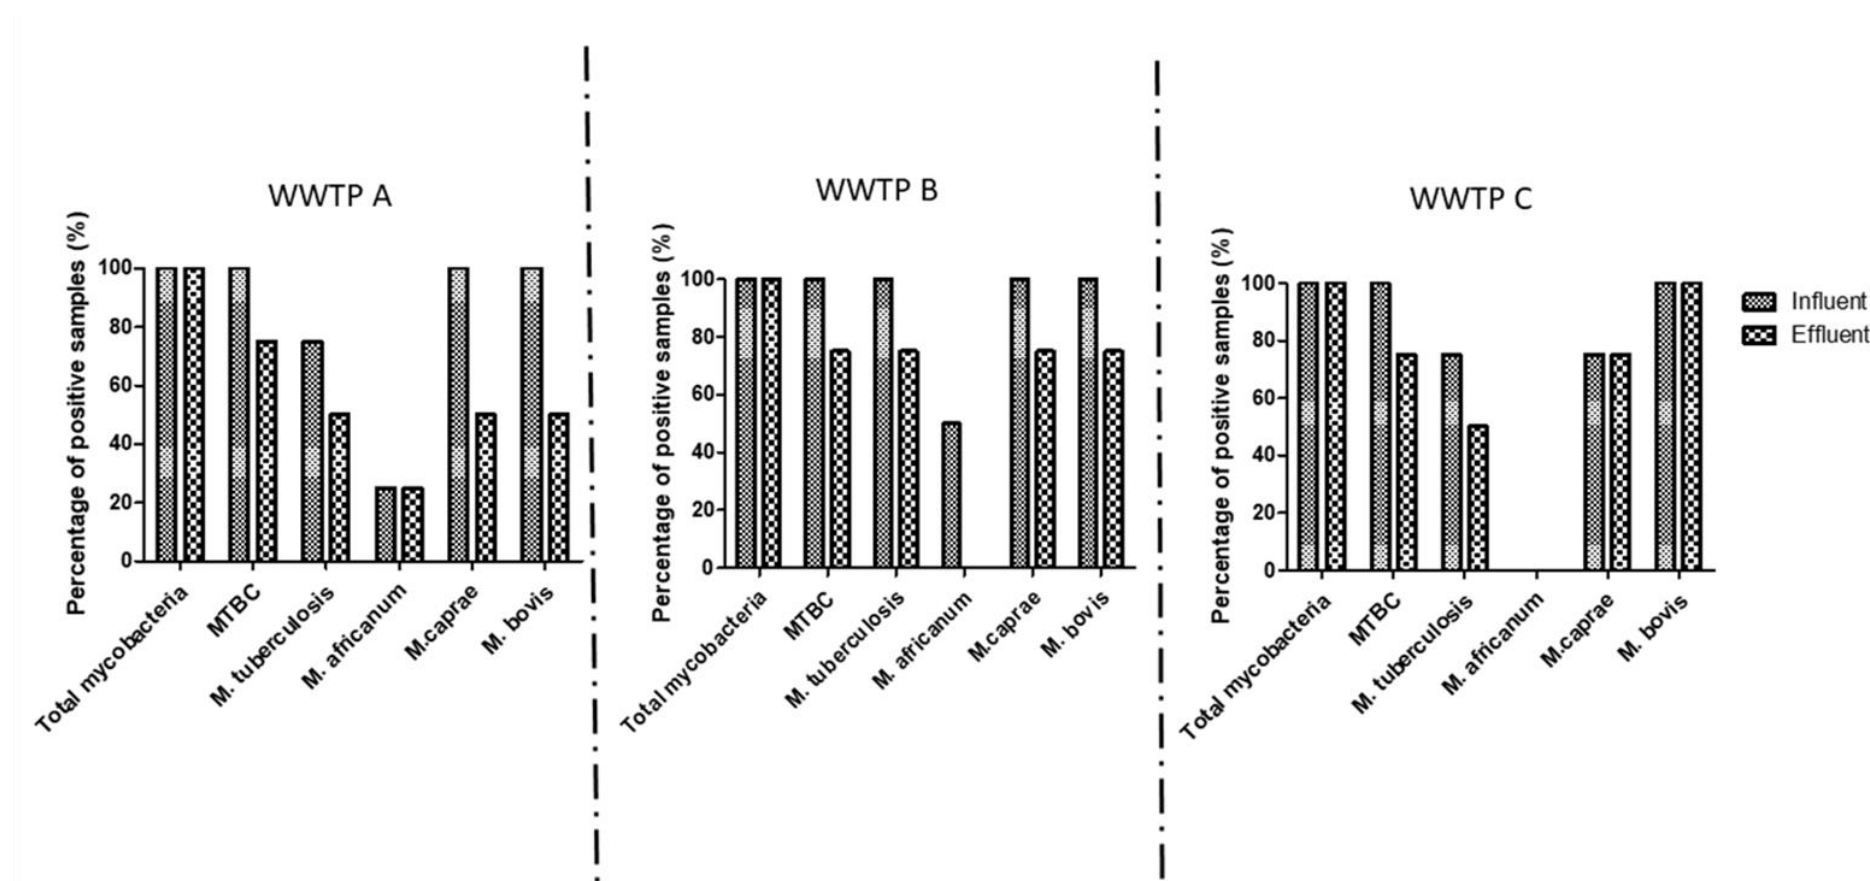 WWTP A
Percentage of positive samples (%)
100
80
60
40
20
0
Total mycobacteria
MTBC
M. tuberculosis
M. africanum
M.caprae
M. bovis
WWTP B
Percentage of positive samples (%)
100
80
60
40
20
0
Total mycobacteria
MTBC
M. tuberculosis
M. africanum
M.caprae
M. bovis
WWTP C
Percentage of positive samples (%)
100
80
60
40
20
0
Total mycobacteria
MTBC
M. tuberculosis
M. africanum
M.caprae
M. bovis
Influent
Effluent